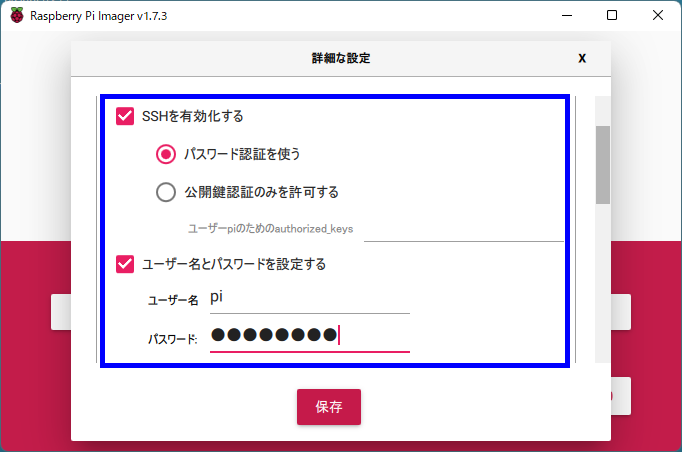 Raspberry Pi Imager v1.7.3
詳細な設定
X
SSHを有効化する
パスワード認証を使う
公開鍵認証のみを許可する
ユーザーpiのためのauthorized_keys
ユーザー名とパスワードを設定する
ユーザー名 pi
パスワード: ●●●●●●●●
保存